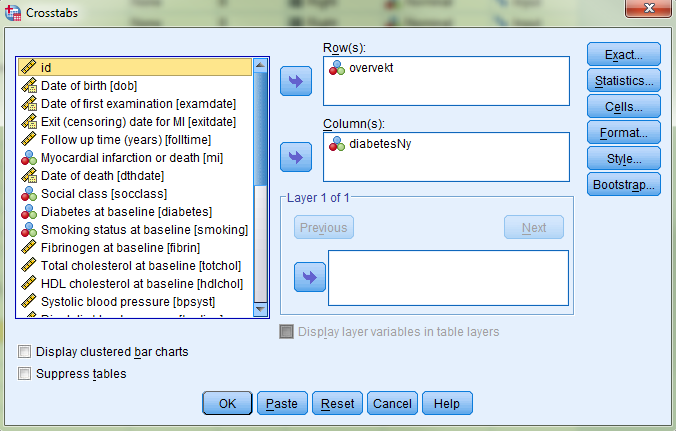 Crosstabs
id
Date of birth [dob]
Date of first examination [examdate]
Exit (censoring) date for MI [exitdate]
Follow up time (years) [folltime]
Myocardial infarction or death [mi]
Date of death [dthdate]
Social class [socclass]
Diabetes at baseline [diabetes]
Smoking status at baseline [smoking]
Fibrinogen at baseline [fibrin]
Total cholesterol at baseline [totchol]
HDL cholesterol at baseline [hdlchol]
Systolic blood pressure [bpsyst]
Row(s):
overvekt
Column(s):
diabetesNy
Layer 1 of 1
Previous
Next
Display layer variables in table layers
Exact...
Statistics...
Cells...
Format...
Style...
Bootstrap...
Display clustered bar charts
Suppress tables
OK
Paste
Reset
Cancel
Help